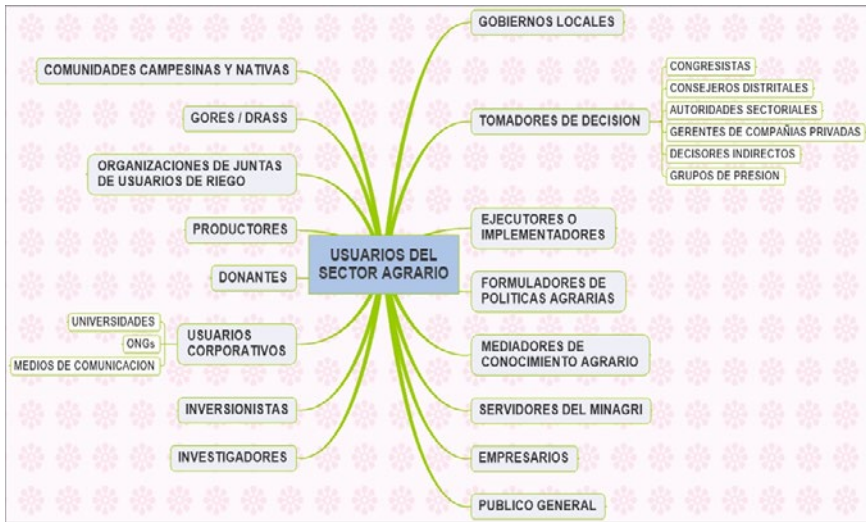 USUARIOS DEL
SECTOR AGRARIO
COMUNIDADES CAMPESINAS Y NATIVAS
GORES / DRASS
ORGANIZACIONES DE JUNTAS
DE USUARIOS DE RIEGO
PRODUCTORES
DONANTES
USUARIOS
CORPORATIVOS
UNIVERSIDADES
ONGs
MEDIOS DE COMUNICACION
INVERSIONISTAS
INVESTIGADORES
GOBIERNOS LOCALES
TOMADORES DE DECISION
CONGRESISTAS
CONSEJEROS DISTRITALES
AUTORIDADES SECTORIALES
GERENTES DE COMPAÑIAS PRIVADAS
DECISORES INDIRECTOS
GRUPOS DE PRESION
EJECUTORES O
IMPLEMENTADORES
FORMULADORES DE
POLITICAS AGRARIAS
MEDIADORES DE
CONOCIMIENTO AGRARIO
SERVIDORES DEL MINAGRI
EMPRESARIOS
PUBLICO GENERAL